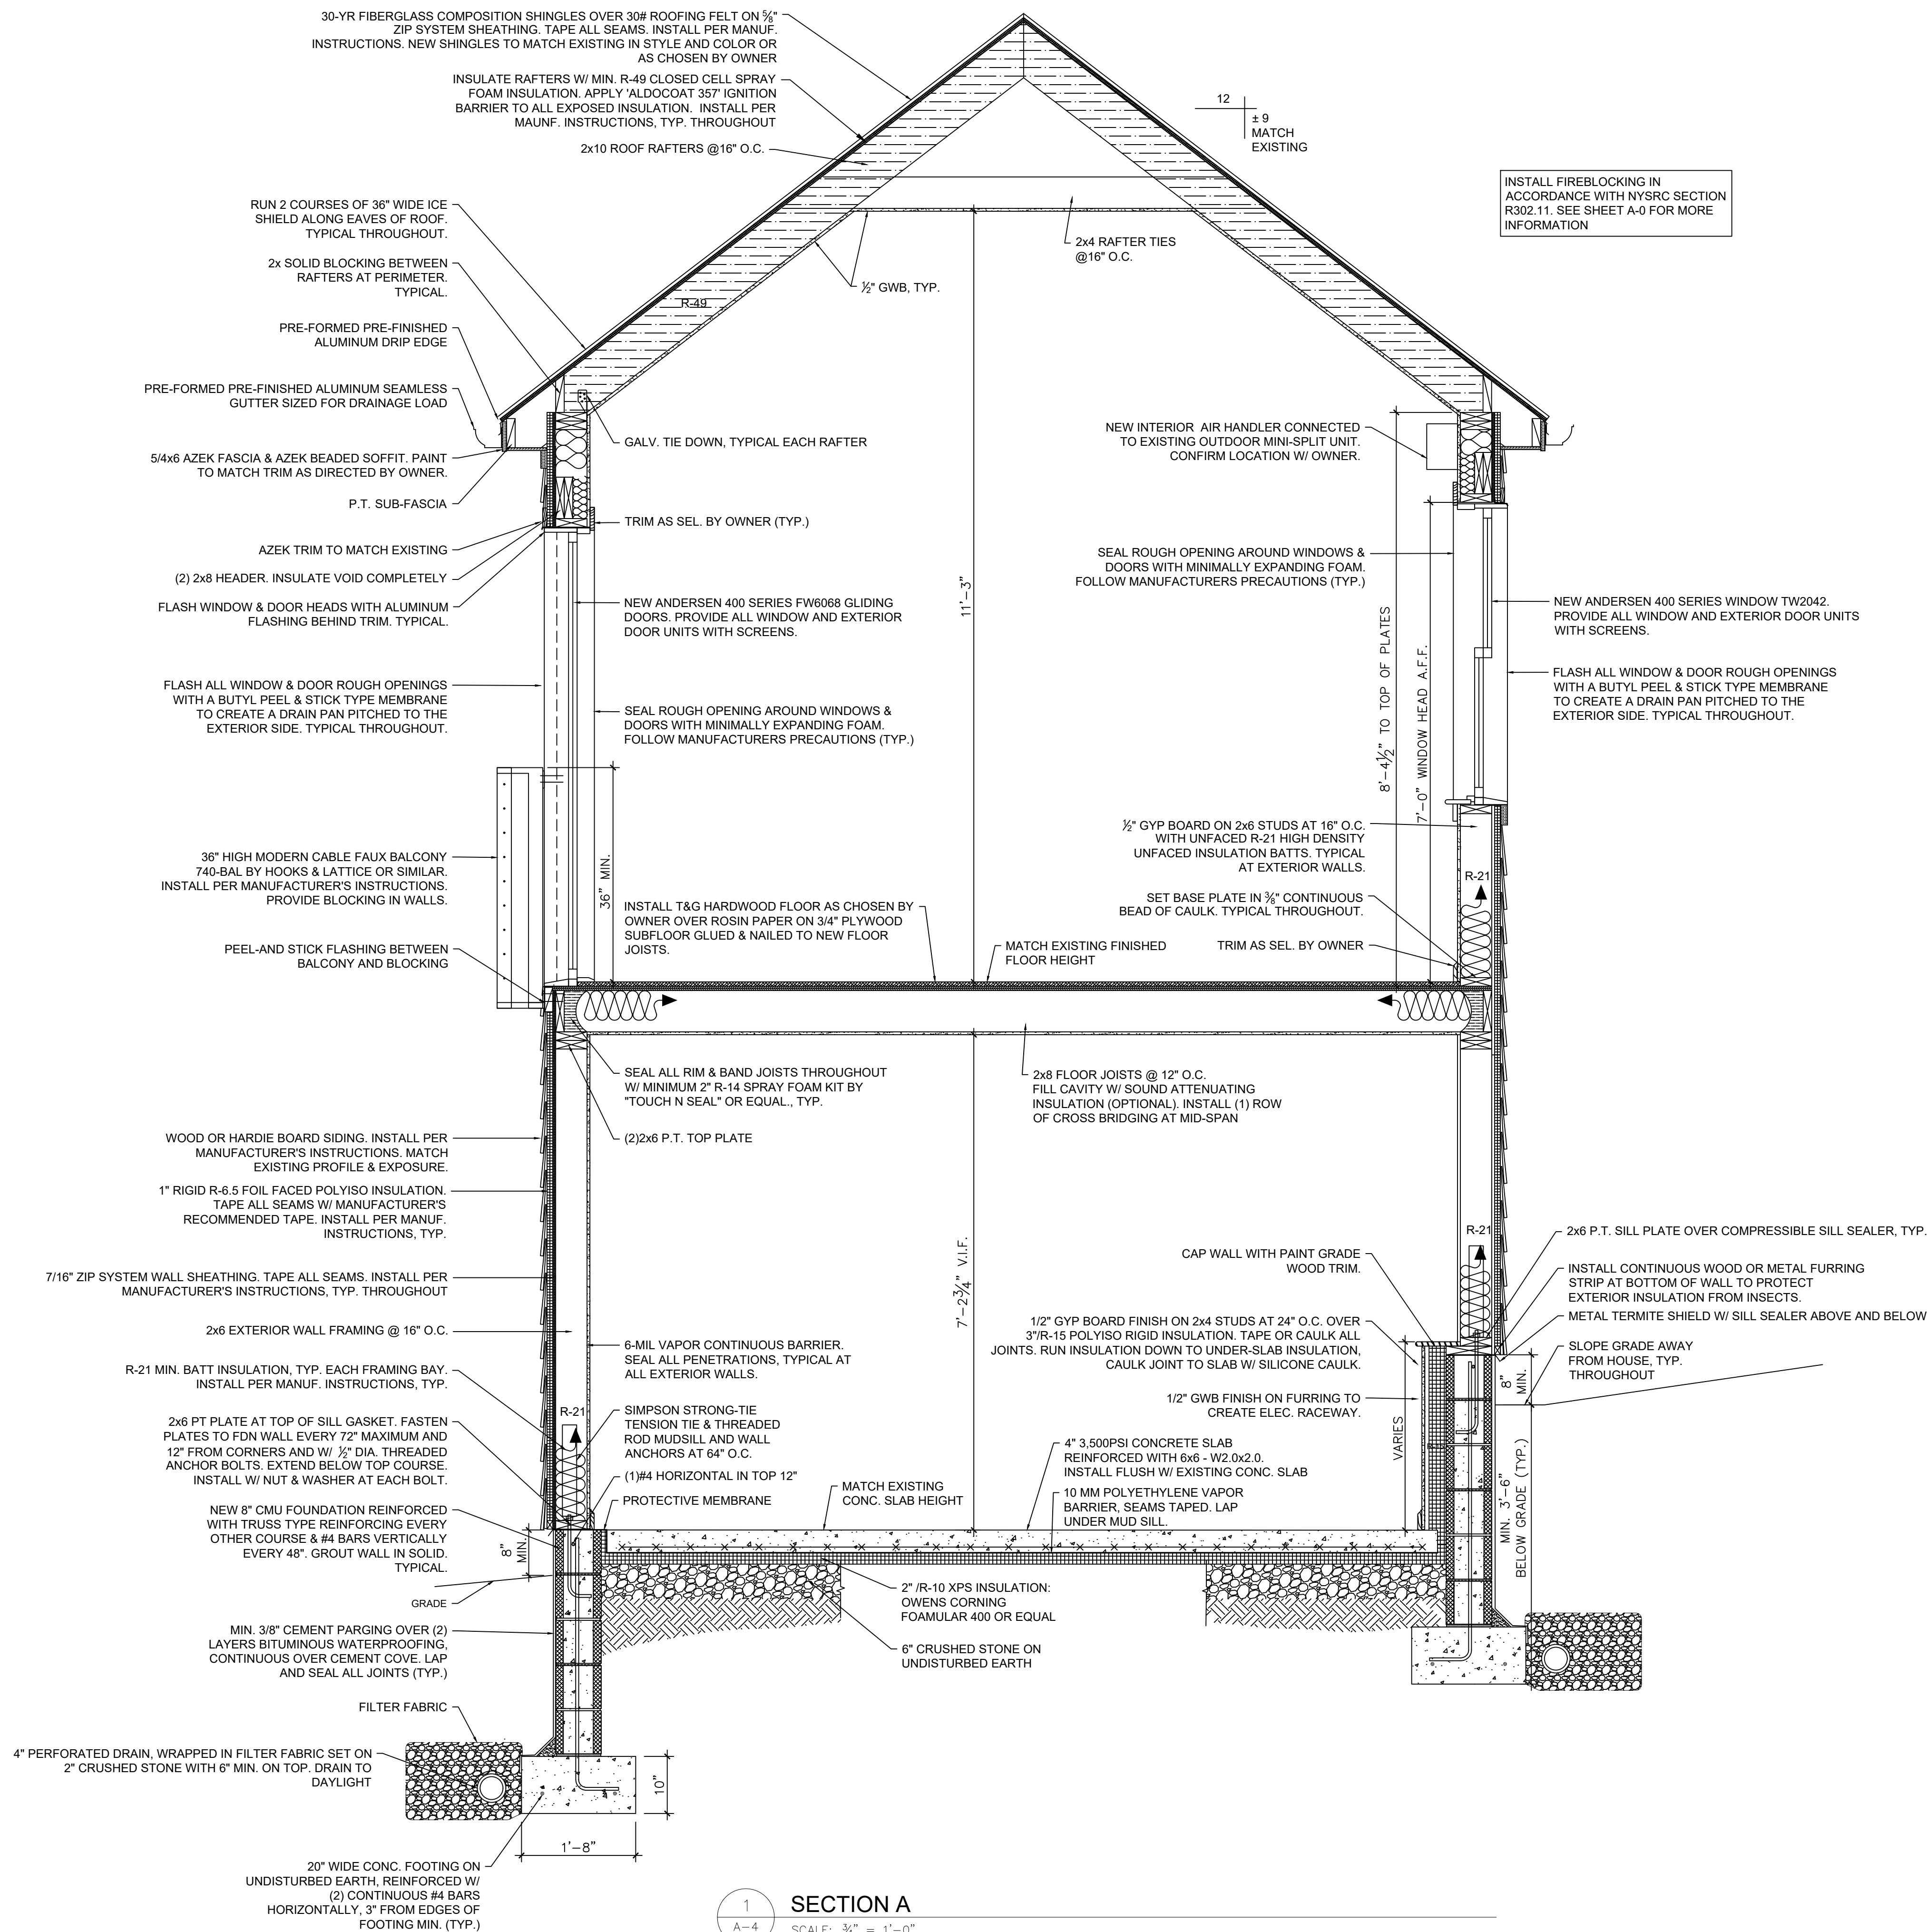 30-YR FIBERGLASS COMPOSITION SHINGLES OVER 30# ROOFING FELT ON ⅝"
ZIP SYSTEM SHEATHING. TAPE ALL SEAMS. INSTALL PER MANUF.
INSTRUCTIONS. NEW SHINGLES TO MATCH EXISTING IN STYLE AND COLOR OR
AS CHOSEN BY OWNER
INSULATE RAFTERS W/ MIN. R-49 CLOSED CELL SPRAY
FOAM INSULATION. APPLY 'ALDOCOAT 357' IGNITION
BARRIER TO ALL EXPOSED INSULATION. INSTALL PER
MAUNF. INSTRUCTIONS, TYP. THROUGHOUT
2x10 ROOF RAFTERS @16" O.C.
12
± 9
MATCH
EXISTING
INSTALL FIREBLOCKING IN
ACCORDANCE WITH NYSRC SECTION
R302.11. SEE SHEET A-0 FOR MORE
INFORMATION
RUN 2 COURSES OF 36" WIDE ICE
SHIELD ALONG EAVES OF ROOF.
TYPICAL THROUGHOUT.
2x SOLID BLOCKING BETWEEN
RAFTERS AT PERIMETER.
TYPICAL.
PRE-FORMED PRE-FINISHED
ALUMINUM DRIP EDGE
PRE-FORMED PRE-FINISHED ALUMINUM SEAMLESS
GUTTER SIZED FOR DRAINAGE LOAD
5/4x6 AZEK FASCIA & AZEK BEADED SOFFIT. PAINT
TO MATCH TRIM AS DIRECTED BY OWNER.
P.T. SUB-FASCIA
AZEK TRIM TO MATCH EXISTING
(2) 2x8 HEADER. INSULATE VOID COMPLETELY
FLASH WINDOW & DOOR HEADS WITH ALUMINUM
FLASHING BEHIND TRIM. TYPICAL.
FLASH ALL WINDOW & DOOR ROUGH OPENINGS
WITH A BUTYL PEEL & STICK TYPE MEMBRANE
TO CREATE A DRAIN PAN PITCHED TO THE
EXTERIOR SIDE. TYPICAL THROUGHOUT.
36" HIGH MODERN CABLE FAUX BALCONY
740-BAL BY HOOKS & LATTICE OR SIMILAR.
INSTALL PER MANUFACTURER'S INSTRUCTIONS.
PROVIDE BLOCKING IN WALLS.
PEEL-AND STICK FLASHING BETWEEN
BALCONY AND BLOCKING
2x4 RAFTER TIES
@16" O.C.
½" GWB, TYP.
R-49
GALV. TIE DOWN, TYPICAL EACH RAFTER
TRIM AS SEL. BY OWNER (TYP.)
NEW ANDERSEN 400 SERIES FW6068 GLIDING
DOORS. PROVIDE ALL WINDOW AND EXTERIOR
DOOR UNITS WITH SCREENS.
SEAL ROUGH OPENING AROUND WINDOWS &
DOORS WITH MINIMALLY EXPANDING FOAM.
FOLLOW MANUFACTURERS PRECAUTIONS (TYP.)
36" MIN.
INSTALL T&G HARDWOOD FLOOR AS CHOSEN BY
OWNER OVER ROSIN PAPER ON 3/4" PLYWOOD
SUBFLOOR GLUED & NAILED TO NEW FLOOR
JOISTS.
11'-3"
MATCH EXISTING FINISHED
FLOOR HEIGHT
NEW INTERIOR AIR HANDLER CONNECTED
TO EXISTING OUTDOOR MINI-SPLIT UNIT.
CONFIRM LOCATION W/ OWNER.
SEAL ROUGH OPENING AROUND WINDOWS &
DOORS WITH MINIMALLY EXPANDING FOAM.
FOLLOW MANUFACTURERS PRECAUTIONS (TYP.)
8'-4½" TO TOP OF PLATES
7'-0" WINDOW HEAD A.F.F.
NEW ANDERSEN 400 SERIES WINDOW TW2042.
PROVIDE ALL WINDOW AND EXTERIOR DOOR UNITS
WITH SCREENS.
FLASH ALL WINDOW & DOOR ROUGH OPENINGS
WITH A BUTYL PEEL & STICK TYPE MEMBRANE
TO CREATE A DRAIN PAN PITCHED TO THE
EXTERIOR SIDE. TYPICAL THROUGHOUT.
½" GYP BOARD ON 2x6 STUDS AT 16" O.C.
WITH UNFACED R-21 HIGH DENSITY
UNFACED INSULATION BATTS. TYPICAL
AT EXTERIOR WALLS.
R-21
SET BASE PLATE IN ⅜" CONTINUOUS
BEAD OF CAULK. TYPICAL THROUGHOUT.
TRIM AS SEL. BY OWNER
SEAL ALL RIM & BAND JOISTS THROUGHOUT
W/ MINIMUM 2" R-14 SPRAY FOAM KIT BY
"TOUCH N SEAL" OR EQUAL., TYP.
(2)2x6 P.T. TOP PLATE
2x8 FLOOR JOISTS @ 12" O.C.
FILL CAVITY W/ SOUND ATTENUATING
INSULATION (OPTIONAL). INSTALL (1) ROW
OF CROSS BRIDGING AT MID-SPAN
WOOD OR HARDIE BOARD SIDING. INSTALL PER
MANUFACTURER'S INSTRUCTIONS. MATCH
EXISTING PROFILE & EXPOSURE.
1" RIGID R-6.5 FOIL FACED POLYISO INSULATION.
TAPE ALL SEAMS W/ MANUFACTURER'S
RECOMMENDED TAPE. INSTALL PER MANUF.
INSTRUCTIONS, TYP.
7/16" ZIP SYSTEM WALL SHEATHING. TAPE ALL SEAMS. INSTALL PER
MANUFACTURER'S INSTRUCTIONS, TYP. THROUGHOUT
2x6 EXTERIOR WALL FRAMING @ 16" O.C.
R-21 MIN. BATT INSULATION, TYP. EACH FRAMING BAY.
INSTALL PER MANUF. INSTRUCTIONS, TYP.
2x6 PT PLATE AT TOP OF SILL GASKET. FASTEN
PLATES TO FDN WALL EVERY 72" MAXIMUM AND
12" FROM CORNERS AND W/ ½" DIA. THREADED
ANCHOR BOLTS. EXTEND BELOW TOP COURSE.
INSTALL W/ NUT & WASHER AT EACH BOLT.
NEW 8" CMU FOUNDATION REINFORCED
WITH TRUSS TYPE REINFORCING EVERY
OTHER COURSE & #4 BARS VERTICALLY
EVERY 48". GROUT WALL IN SOLID.
TYPICAL.
8"
MIN.
GRADE
MIN. 3/8" CEMENT PARGING OVER (2)
LAYERS BITUMINOUS WATERPROOFING,
CONTINUOUS OVER CEMENT COVE. LAP
AND SEAL ALL JOINTS (TYP.)
FILTER FABRIC
4" PERFORATED DRAIN, WRAPPED IN FILTER FABRIC SET ON
2" CRUSHED STONE WITH 6" MIN. ON TOP. DRAIN TO
DAYLIGHT
10"
1'-8"
20" WIDE CONC. FOOTING ON
UNDISTURBED EARTH, REINFORCED W/
(2) CONTINUOUS #4 BARS
HORIZONTALLY, 3" FROM EDGES OF
FOOTING MIN. (TYP.)
7'-2¾" V.I.F.
6-MIL VAPOR CONTINUOUS BARRIER.
SEAL ALL PENETRATIONS, TYPICAL AT
ALL EXTERIOR WALLS.
R-21
SIMPSON STRONG-TIE
TENSION TIE & THREADED
ROD MUDSILL AND WALL
ANCHORS AT 64" O.C.
(1)#4 HORIZONTAL IN TOP 12"
PROTECTIVE MEMBRANE
MATCH EXISTING
CONC. SLAB HEIGHT
4" 3,500PSI CONCRETE SLAB
REINFORCED WITH 6x6 - W2.0x2.0.
INSTALL FLUSH W/ EXISTING CONC. SLAB
10 MM POLYETHYLENE VAPOR
BARRIER, SEAMS TAPED. LAP
UNDER MUD SILL.
2" /R-10 XPS INSULATION:
OWENS CORNING
FOAMULAR 400 OR EQUAL
6" CRUSHED STONE ON
UNDISTURBED EARTH
CAP WALL WITH PAINT GRADE
WOOD TRIM.
1/2" GYP BOARD FINISH ON 2x4 STUDS AT 24" O.C. OVER
3"/R-15 POLYISO RIGID INSULATION. TAPE OR CAULK ALL
JOINTS. RUN INSULATION DOWN TO UNDER-SLAB INSULATION,
CAULK JOINT TO SLAB W/ SILICONE CAULK.
1/2" GWB FINISH ON FURRING TO
CREATE ELEC. RACEWAY.
VARIES
R-21
2x6 P.T. SILL PLATE OVER COMPRESSIBLE SILL SEALER, TYP.
INSTALL CONTINUOUS WOOD OR METAL FURRING
STRIP AT BOTTOM OF WALL TO PROTECT
EXTERIOR INSULATION FROM INSECTS.
METAL TERMITE SHIELD W/ SILL SEALER ABOVE AND BELOW
SLOPE GRADE AWAY
FROM HOUSE, TYP.
THROUGHOUT
8"
MIN.
MIN. 3'-6"
BELOW GRADE (TYP.)
1
A-4
SECTION A
SCALE: ¾" = 1'-0"